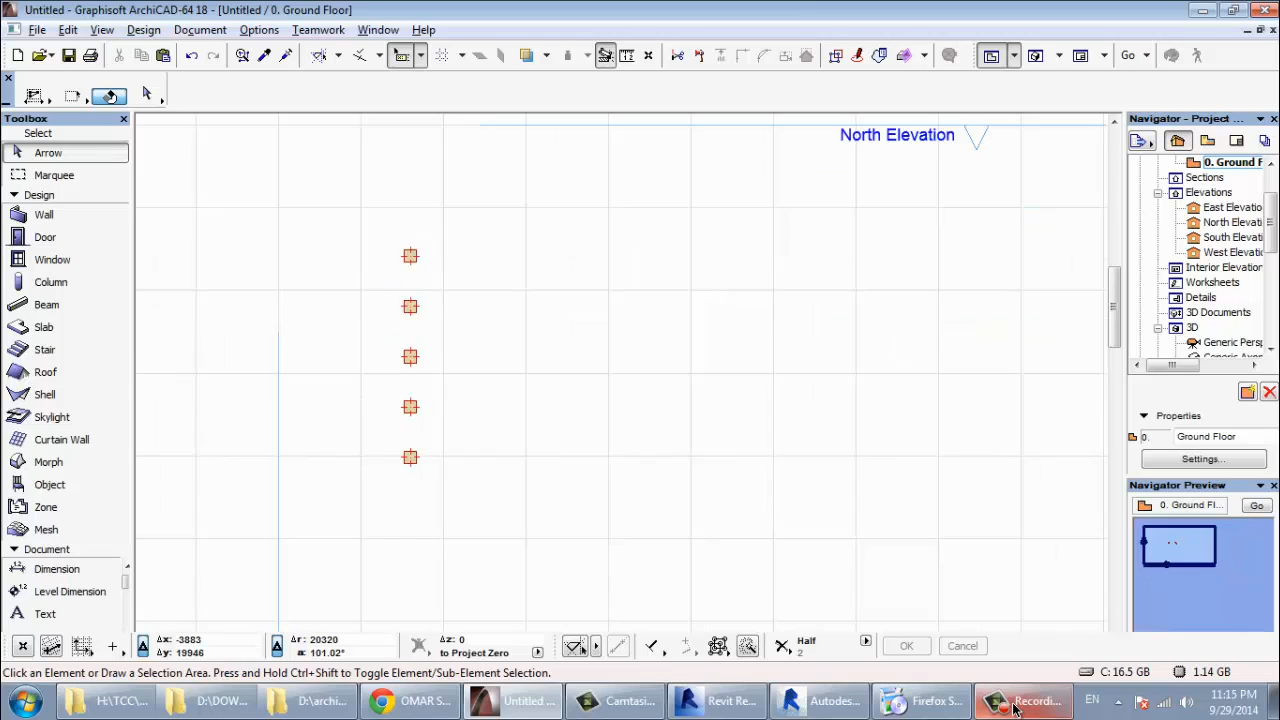 Untitled - Graphisoft ArchiCAD-64 18 - [Untitled / 0. Ground Floor]
File Edit View Design Document Options Teamwork Window Help
Go
Toolbox
Select
Arrow
Marquee
Design
Wall
Door
Window
Column
Beam
Slab
Stair
Roof
Shell
Skylight
Curtain Wall
Morph
Object
Zone
Mesh
Document
Dimension
Level Dimension
A Text
North Elevation
Navigator - Project ...
0. Ground F
Sections
Elevations
East Elevatio
North Elevati
South Elevati
West Elevatio
Interior Elevation
Worksheets
Details
3D Documents
3D
Generic Persp
Properties
0. Ground Floor
Settings...
Navigator Preview
0. Ground Fl... Go
Δx: -3883 Δr: 20320 Δz: 0 Half
Δy: 19946 α: 101.02° to Project Zero 2
OK Cancel
Click an Element or Draw a Selection Area. Press and Hold Ctrl+Shift to Toggle Element/Sub-Element Selection.
C: 16.5 GB 1.14 GB
H:\TCC\... D:\DOW... D:\archi... OMAR S... Untitled ... Camtasi... Revit Re... Autodes... Firefox S... Recordi... EN
11:15 PM
9/29/2014